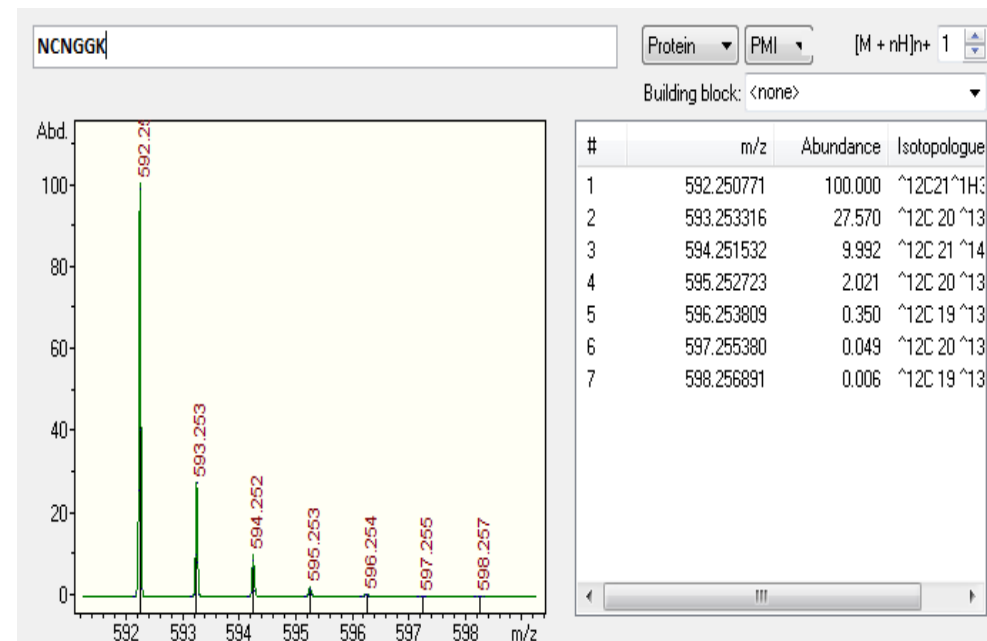 NCNGGK Protein PMI [M + nH]n+ 1
Building block: <none>
Abd.
100
80
60
40
20
0
592.25
593.253
594.252
595.253
596.254
597.255
598.257
592 593 594 595 596 597 598 m/z
# m/z Abundance Isotopologue
1 592.250771 100.000 ^12C21^1H3
2 593.253316 27.570 ^12C 20 ^13
3 594.251532 9.992 ^12C 21 ^14
4 595.252723 2.021 ^12C 20 ^13
5 596.253809 0.350 ^12C 19 ^13
6 597.255380 0.049 ^12C 20 ^13
7 598.256891 0.006 ^12C 19 ^13